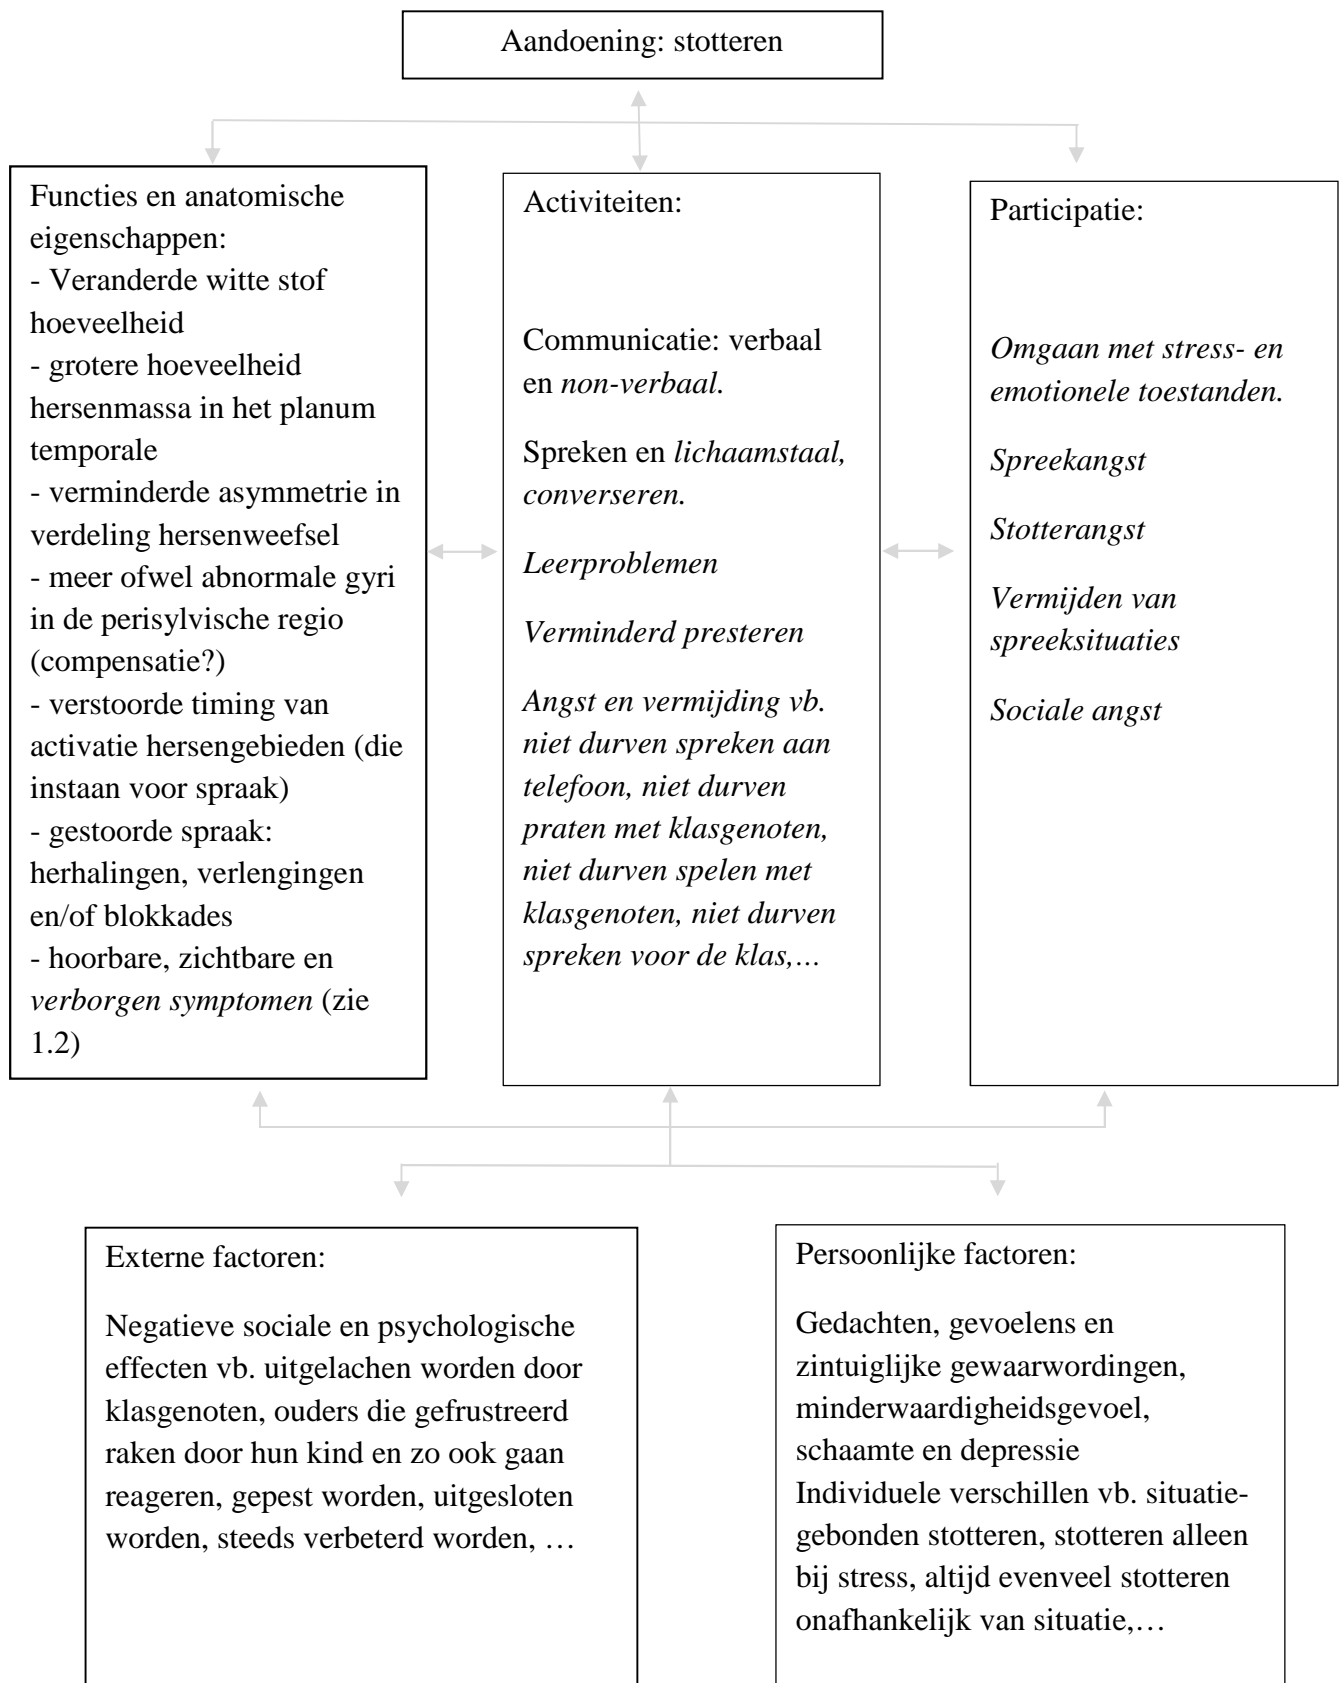 Aandoening: stotteren
Functies en anatomische
eigenschappen:
- Veranderde witte stof
hoeveelheid
- grotere hoeveelheid
hersenmassa in het planum
temporale
- verminderde asymmetrie in
verdeling hersenweefsel
- meer ofwel abnormale gyri
in de perisylvische regio
(compensatie?)
- verstoorde timing van
activatie hersengebieden (die
instaan voor spraak)
- gestoorde spraak:
herhalingen, verlengingen
en/of blokkades
- hoorbare, zichtbare en
verborgen symptomen (zie
1.2)
Activiteiten:
Communicatie: verbaal
en non-verbaal.
Spreken en lichaamstaal,
converseren.
Leerproblemen
Verminderd presteren
Angst en vermijding vb.
niet durven spreken aan
telefoon, niet durven
praten met klasgenoten,
niet durven spelen met
klasgenoten, niet durven
spreken voor de klas,...
Participatie:
Omgaan met stress- en
emotionele toestanden.
Spreekangst
Stotterangst
Vermijden van
spreeksituaties
Sociale angst
Externe factoren:
Negatieve sociale en psychologische
effecten vb. uitgelachen worden door
klasgenoten, ouders die gefrustreerd
raken door hun kind en zo ook gaan
reageren, gepest worden, uitgesloten
worden, steeds verbeterd worden, …
Persoonlijke factoren:
Gedachten, gevoelens en
zintuiglijke gewaarwordingen,
minderwaardigheidsgevoel,
schaamte en depressie
Individuele verschillen vb. situatie-
gebonden stotteren, stotteren alleen
bij stress, altijd evenveel stotteren
onafhankelijk van situatie,…